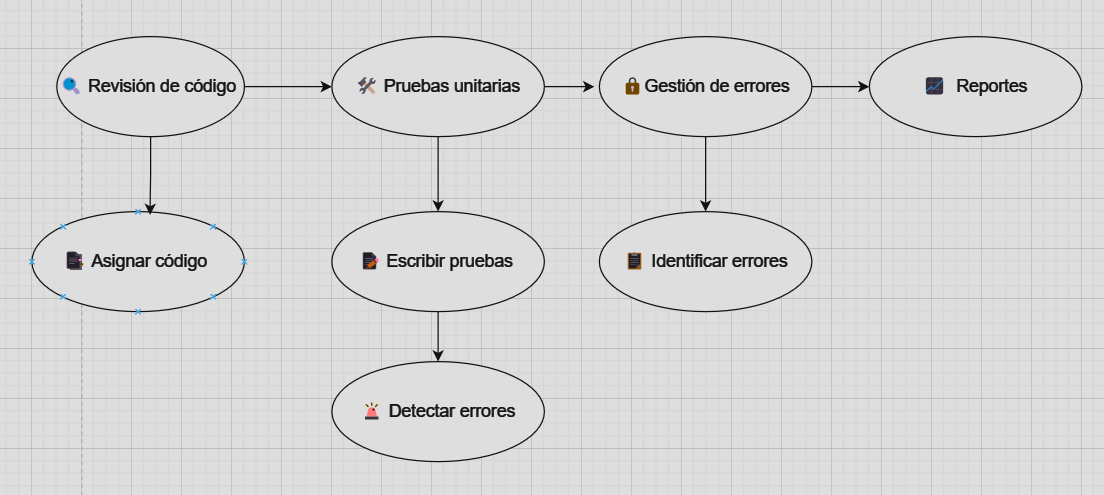 Revisión de código
Pruebas unitarias
Gestión de errores
Reportes
Asignar código
Escribir pruebas
Identificar errores
Detectar errores